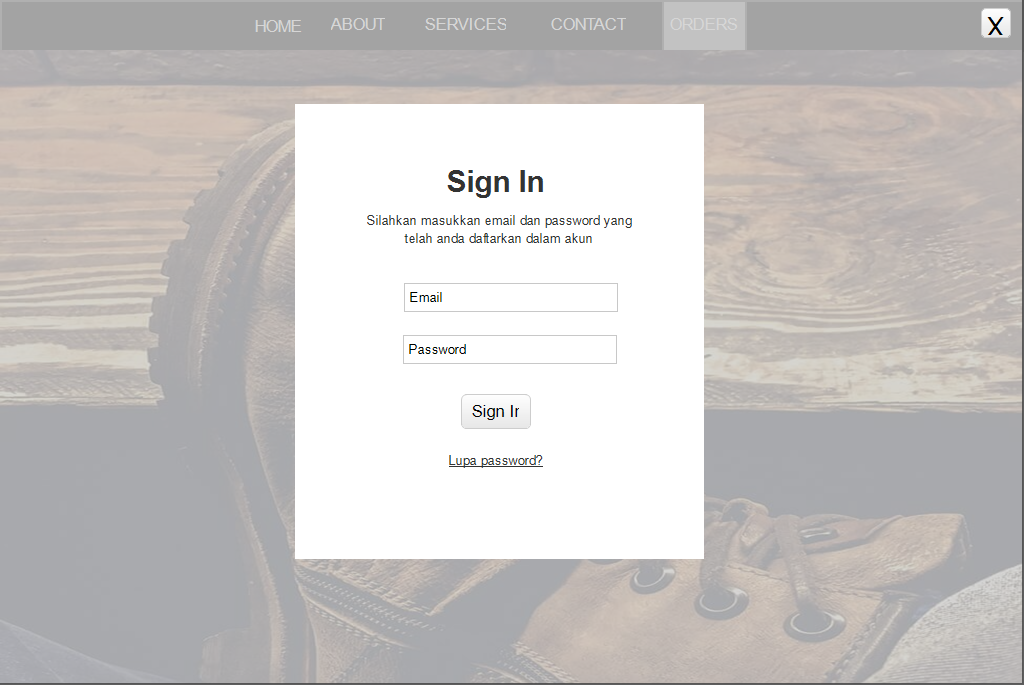 HOME ABOUT SERVICES CONTACT ORDERS X
Sign In
Silahkan masukkan email dan password yang
telah anda daftarkan dalam akun
Email
Password
Sign In
Lupa password?